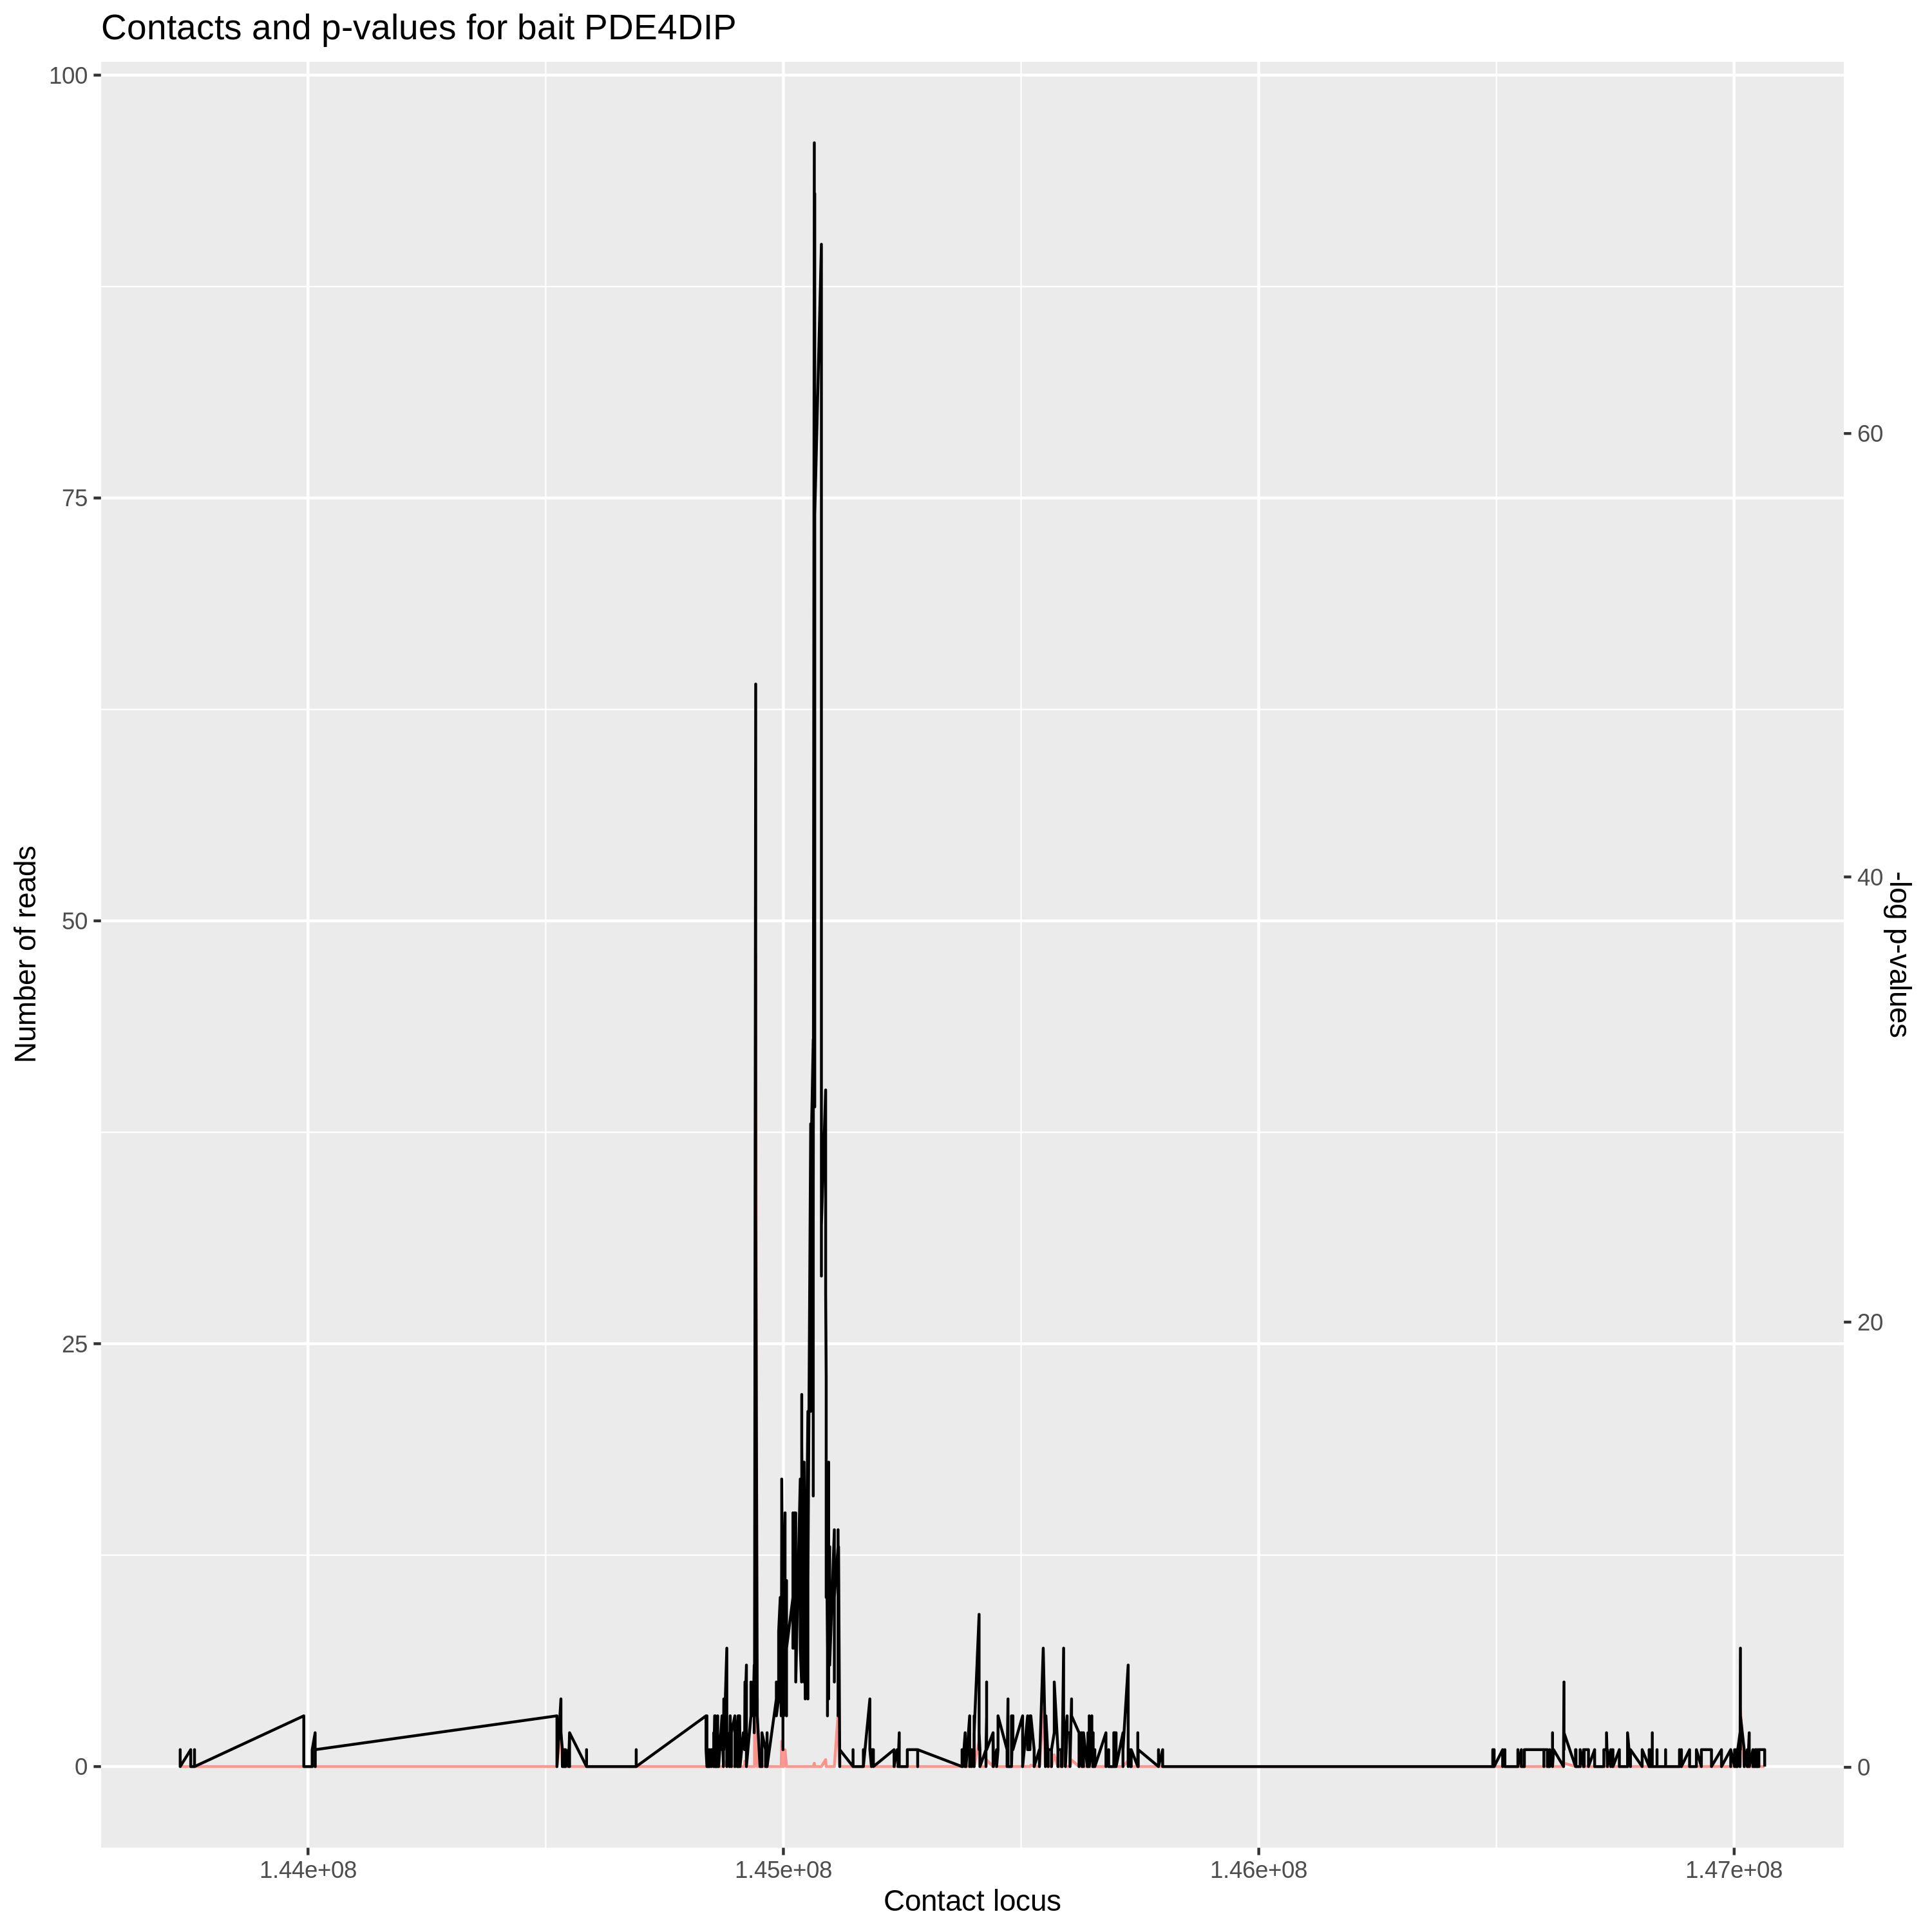 Contacts and p-values for bait PDE4DIP
100
75
50
25
0
Number of reads
60
40
20
0
-log p-values
1.44e+08
1.45e+08
1.46e+08
1.47e+08
Contact locus